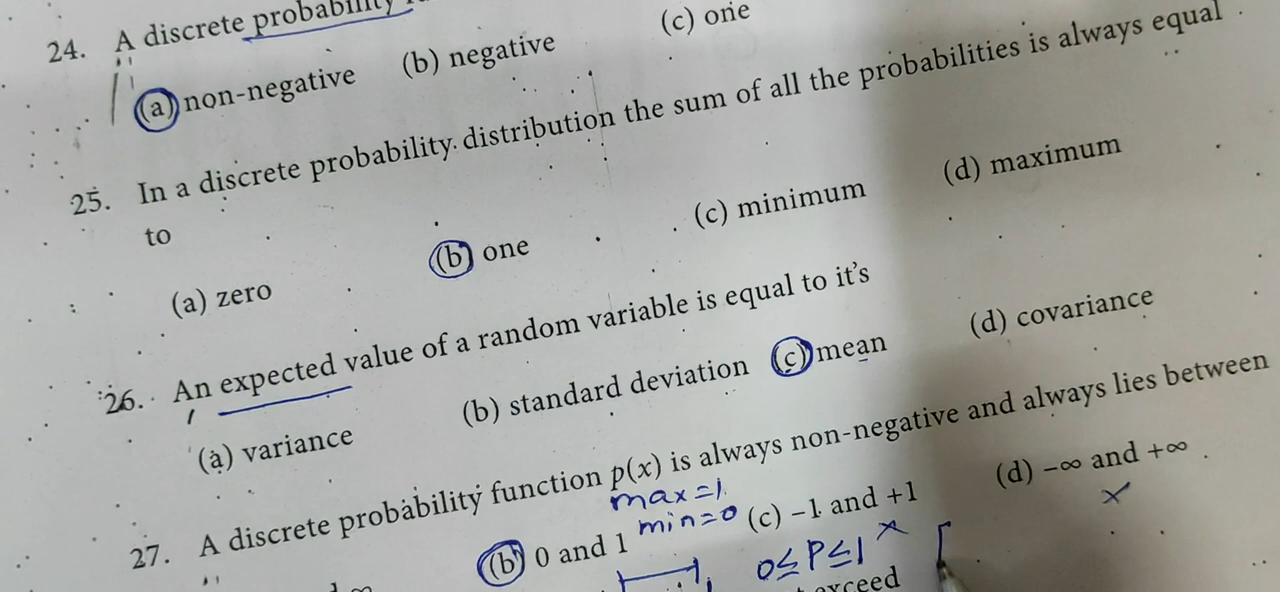 24. A discrete probability
(a) non-negative (b) negative (c) one
25. In a discrete probability distribution the sum of all the probabilities is always equal
to
(a) zero (b) one (c) minimum (d) maximum
26. An expected value of a random variable is equal to it's
(a) variance (b) standard deviation (c) mean (d) covariance
27. A discrete probability function p(x) is always non-negative and always lies between
max=1
min=0
(b) 0 and 1 (c) −1 and +1 (d) −∞ and +∞
0≤P≤1
exceed